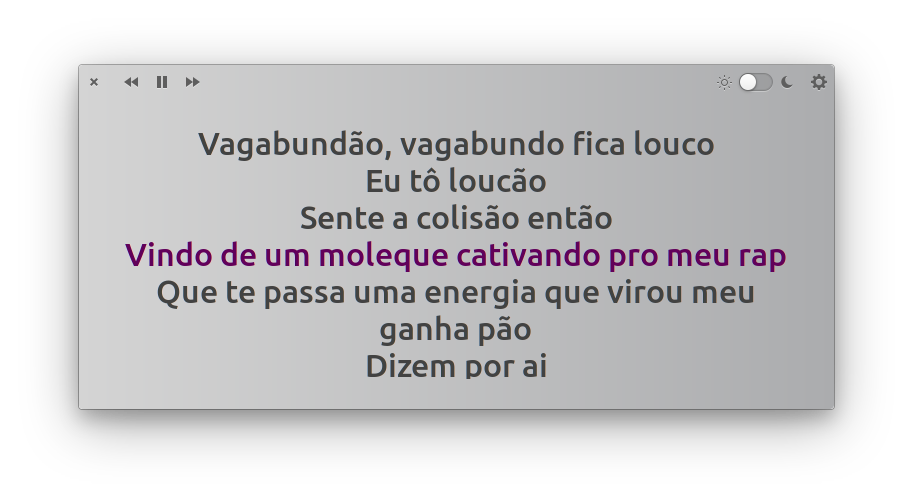 Vagabundão, vagabundo fica louco
Eu tô loucão
Sente a colisão então
Vindo de um moleque cativando pro meu rap
Que te passa uma energia que virou meu
ganha pão
Dizem por ai